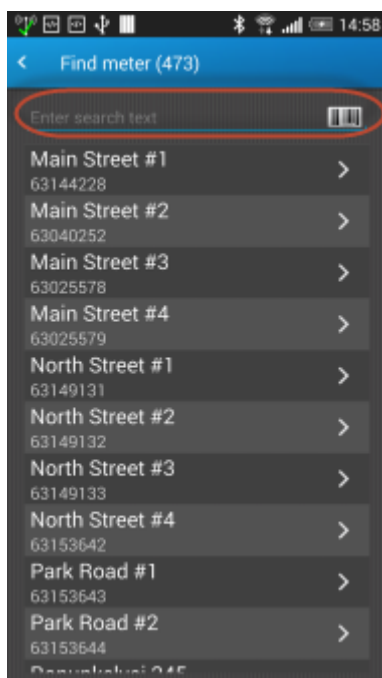 14:58
Find meter (473)
Enter search text
Main Street #1
63144228
Main Street #2
63040252
Main Street #3
63025578
Main Street #4
63025579
North Street #1
63149131
North Street #2
63149132
North Street #3
63149133
North Street #4
63153642
Park Road #1
63153643
Park Road #2
63153644